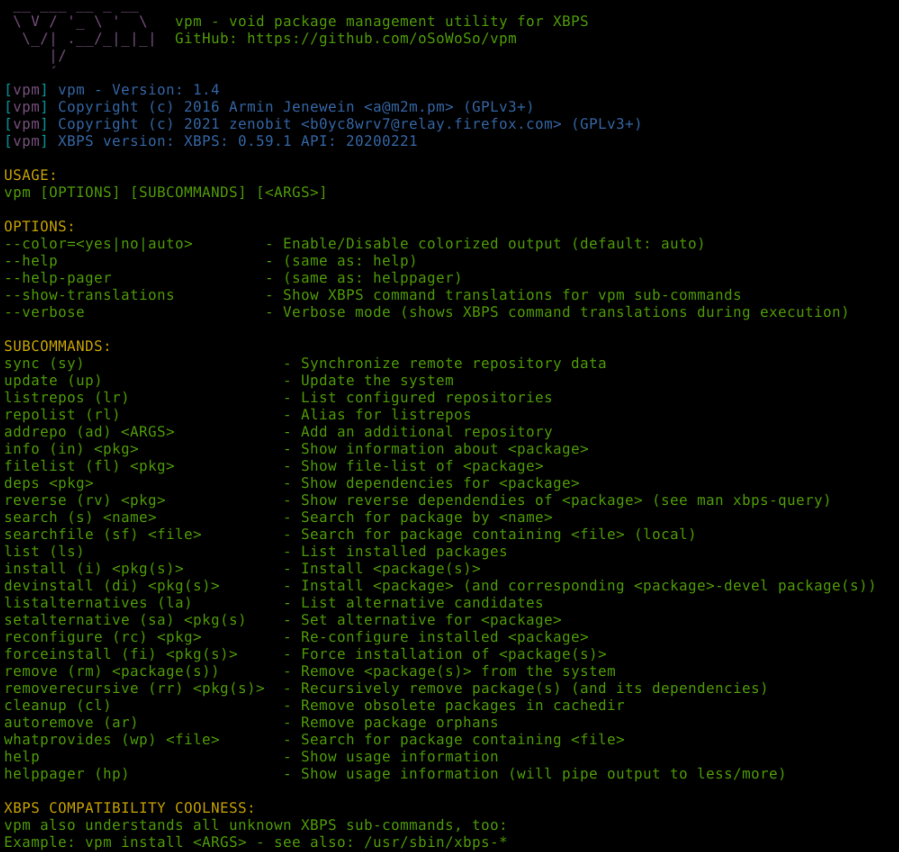 vpm - void package management utility for XBPS
GitHub: https://github.com/oSoWoSo/vpm
[vpm] vpm - Version: 1.4
[vpm] Copyright (c) 2016 Armin Jenewein <a@m2m.pm> (GPLv3+)
[vpm] Copyright (c) 2021 zenobit <b0yc8wrv7@relay.firefox.com> (GPLv3+)
[vpm] XBPS version: XBPS: 0.59.1 API: 20200221
USAGE:
vpm [OPTIONS] [SUBCOMMANDS] [<ARGS>]
OPTIONS:
--color=<yes|no|auto> - Enable/Disable colorized output (default: auto)
--help - (same as: help)
--help-pager - (same as: helppager)
--show-translations - Show XBPS command translations for vpm sub-commands
--verbose - Verbose mode (shows XBPS command translations during execution)
SUBCOMMANDS:
sync (sy) - Synchronize remote repository data
update (up) - Update the system
listrepos (lr) - List configured repositories
repolist (rl) - Alias for listrepos
addrepo (ad) <ARGS> - Add an additional repository
info (in) <pkg> - Show information about <package>
filelist (fl) <pkg> - Show file-list of <package>
deps <pkg> - Show dependencies for <package>
reverse (rv) <pkg> - Show reverse dependendies of <package> (see man xbps-query)
search (s) <name> - Search for package by <name>
searchfile (sf) <file> - Search for package containing <file> (local)
list (ls) - List installed packages
install (i) <pkg(s)> - Install <package(s)>
devinstall (di) <pkg(s)> - Install <package> (and corresponding <package>-devel package(s))
listalternatives (la) - List alternative candidates
setalternative (sa) <pkg(s) - Set alternative for <package>
reconfigure (rc) <pkg> - Re-configure installed <package>
forceinstall (fi) <pkg(s)> - Force installation of <package(s)>
remove (rm) <package(s)) - Remove <package(s)> from the system
removerecursive (rr) <pkg(s)> - Recursively remove package(s) (and its dependencies)
cleanup (cl) - Remove obsolete packages in cachedir
autoremove (ar) - Remove package orphans
whatprovides (wp) <file> - Search for package containing <file>
help - Show usage information
helppager (hp) - Show usage information (will pipe output to less/more)
XBPS COMPATIBILITY COOLNESS:
vpm also understands all unknown XBPS sub-commands, too:
Example: vpm install <ARGS> - see also: /usr/sbin/xbps-*